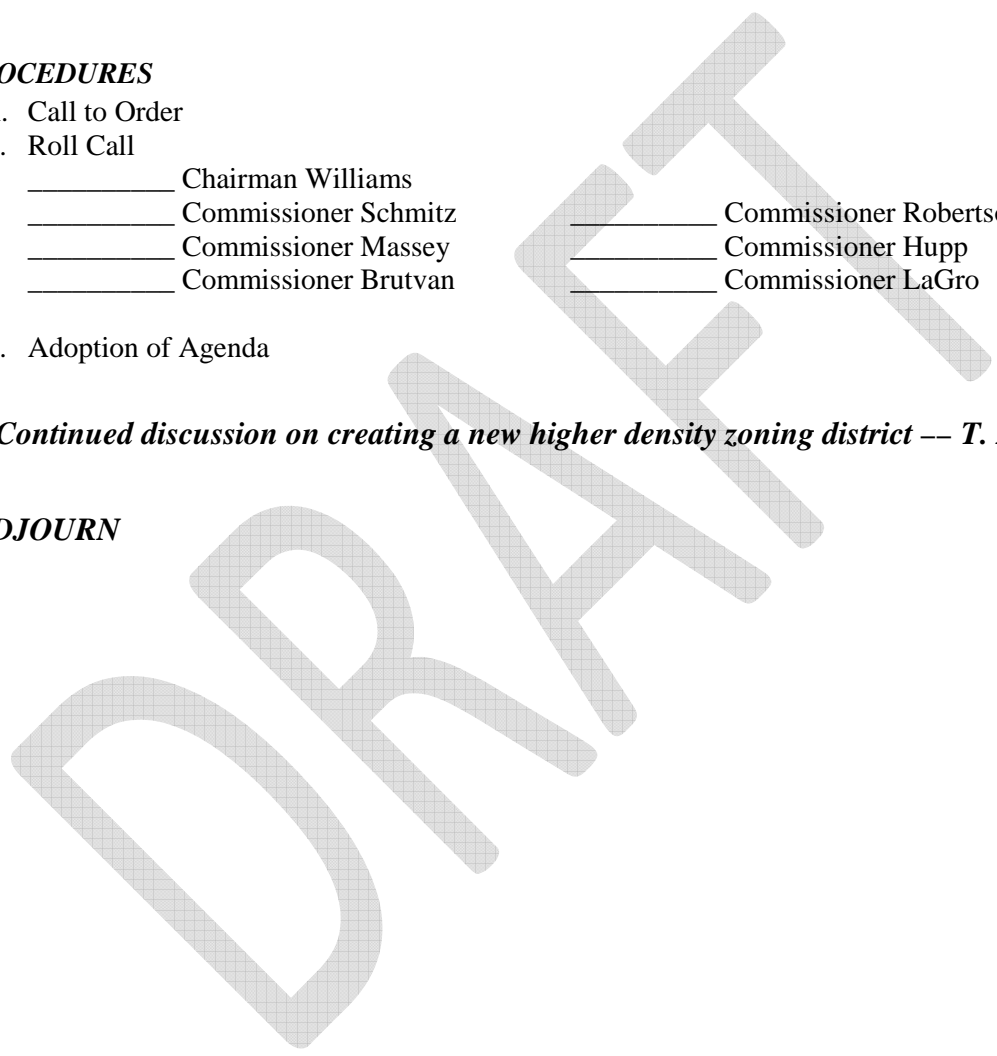 OCEDURES
. Call to Order
. Roll Call
__________ Chairman Williams
__________ Commissioner Schmitz __________ Commissioner Roberts
__________ Commissioner Massey __________ Commissioner Hupp
__________ Commissioner Brutvan __________ Commissioner LaGro
. Adoption of Agenda
Continued discussion on creating a new higher density zoning district –– T.
DJOURN
DRAFT